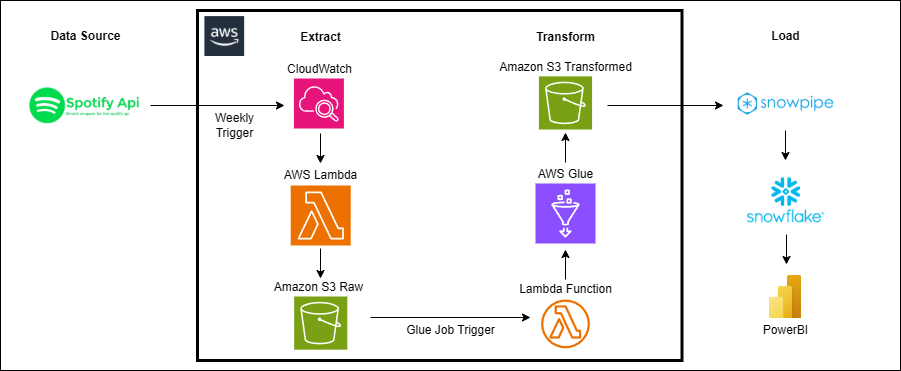 Data Source
Extract
Transform
Load
aws
CloudWatch
Amazon S3 Transformed
Spotify Api
snowpipe
Weekly
Trigger
AWS Lambda
AWS Glue
snowflake®
Amazon S3 Raw
Lambda Function
Glue Job Trigger
PowerBI